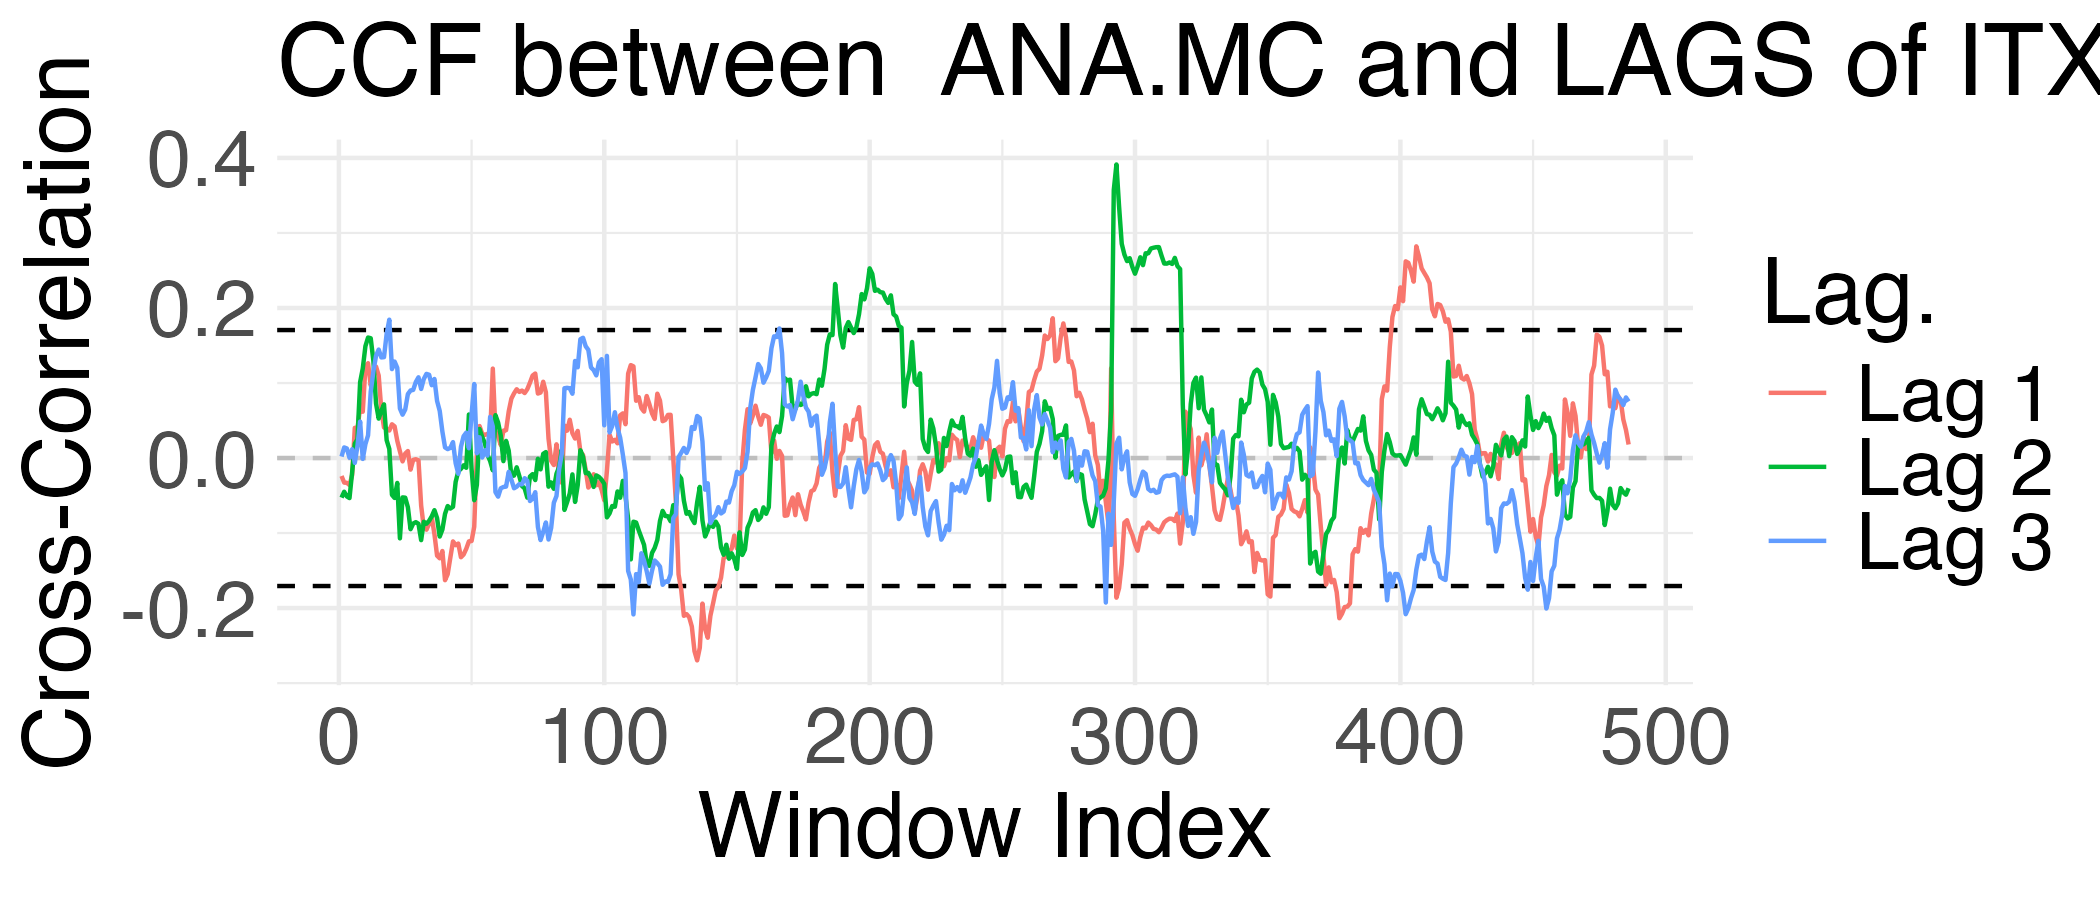 CCF between  ANA.MC and LAGS of ITX
Cross-Correlation
0.4
0.2
0.0
-0.2
0 100 200 300 400 500
Window Index
Lag.
Lag 1
Lag 2
Lag 3